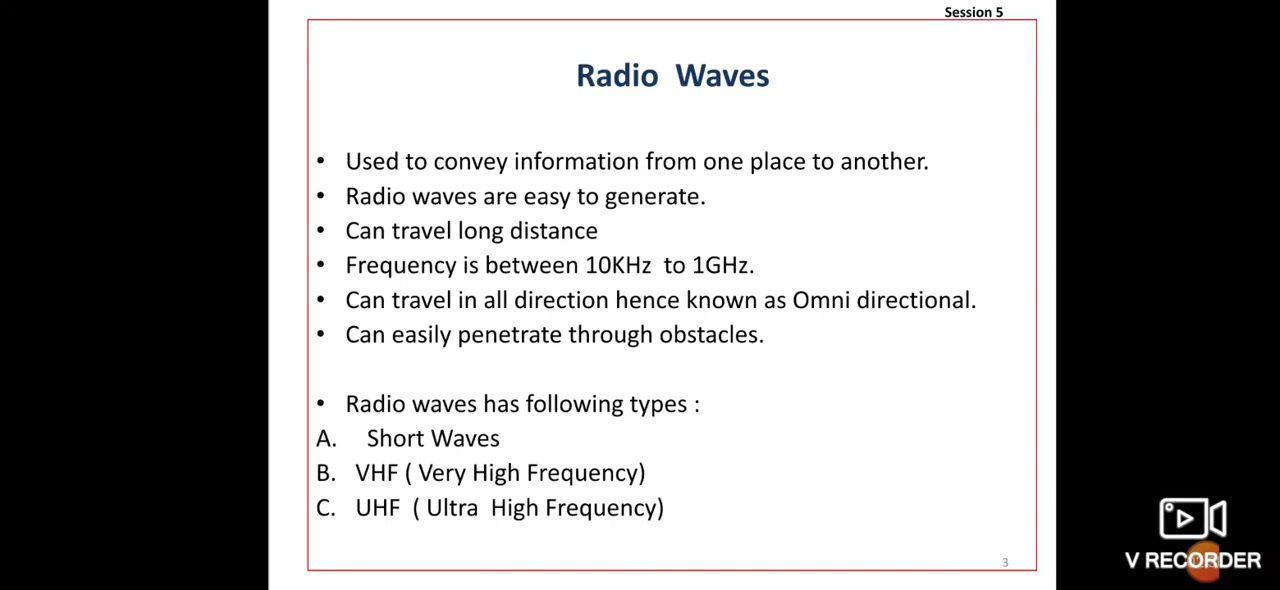 Session 5
Radio Waves
• Used to convey information from one place to another.
• Radio waves are easy to generate.
• Can travel long distance
• Frequency is between 10KHz to 1GHz.
• Can travel in all direction hence known as Omni directional.
• Can easily penetrate through obstacles.
• Radio waves has following types :
A. Short Waves
B. VHF ( Very High Frequency)
C. UHF ( Ultra High Frequency)
3
V RECORDER